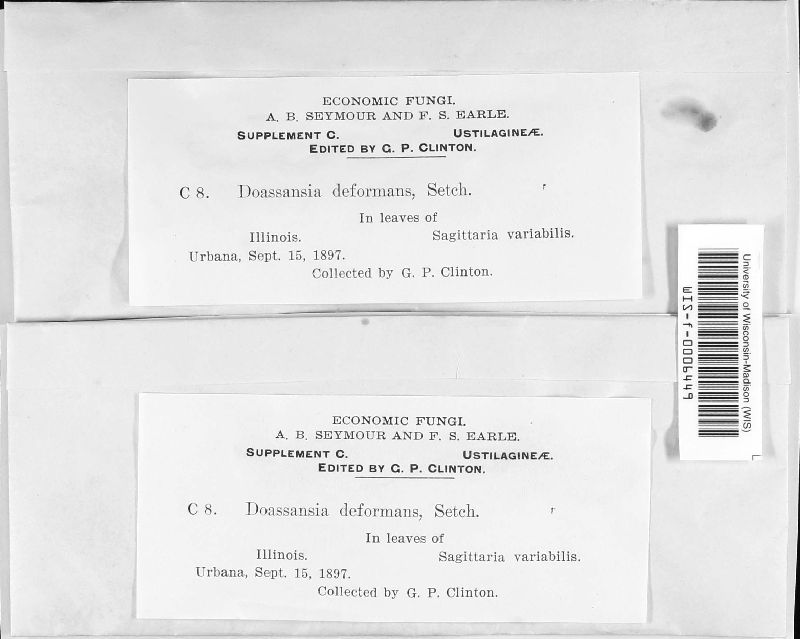 ECONOMIC FUNGI.
A. B. SEYMOUR AND F. S. EARLE.
SUPPLEMENT C. USTILAGINEÆ.
EDITED BY G. P. CLINTON.
C 8. Doassansia deformans, Setch.
In leaves of
Illinois. Sagittaria variabilis.
Urbana, Sept. 15, 1897.
Collected by G. P. Clinton.
University of Wisconsin-Madison (WIS)
WIS-f-0009449
ECONOMIC FUNGI.
A. B. SEYMOUR AND F. S. EARLE.
SUPPLEMENT C. USTILAGINEÆ.
EDITED BY G. P. CLINTON.
C 8. Doassansia deformans, Setch.
In leaves of
Illinois. Sagittaria variabilis.
Urbana, Sept. 15, 1897.
Collected by G. P. Clinton.